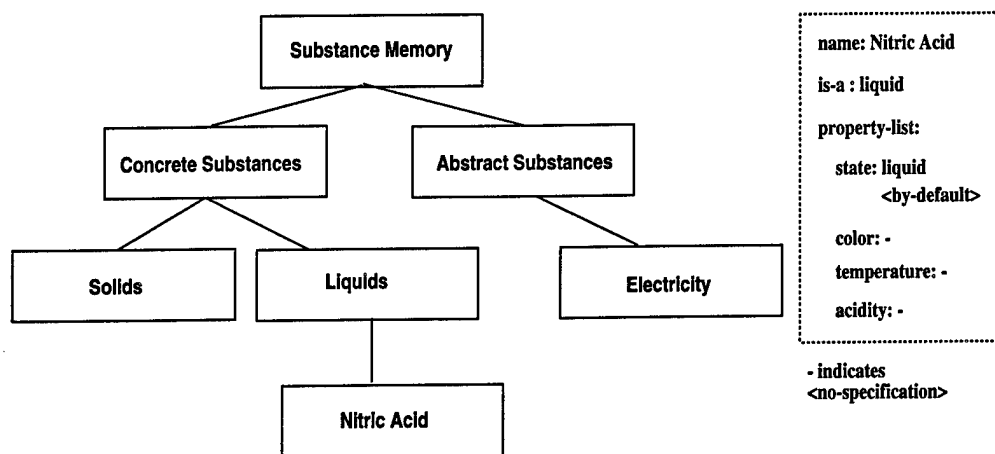 Substance Memory
Concrete Substances
Abstract Substances
Solids
Liquids
Electricity
Nitric Acid
name: Nitric Acid
is-a : liquid
property-list:
state: liquid
<by-default>
color: -
temperature: -
acidity: -
- indicates
<no-specification>